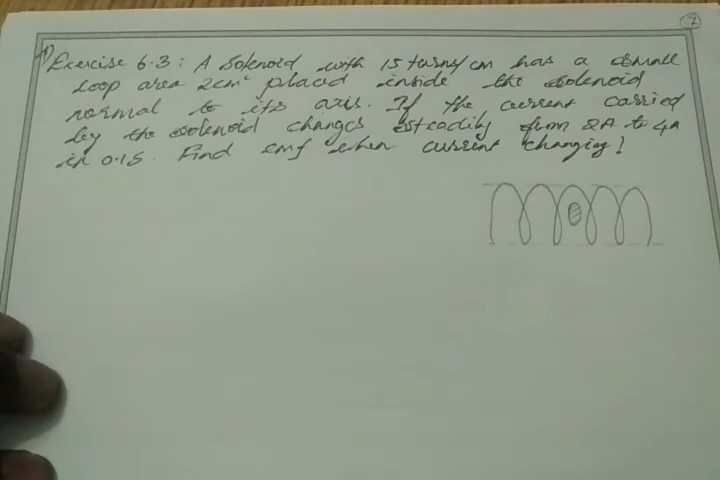 7
1) Exercise 6.3: A Solenoid with 15 turns/cm has a small
loop area 2cm² placed inside the solenoid
normal to its axis. If the current carried
by the solenoid changes steadily from 2A to 4A
in 0.1S. Find emf when current changing!